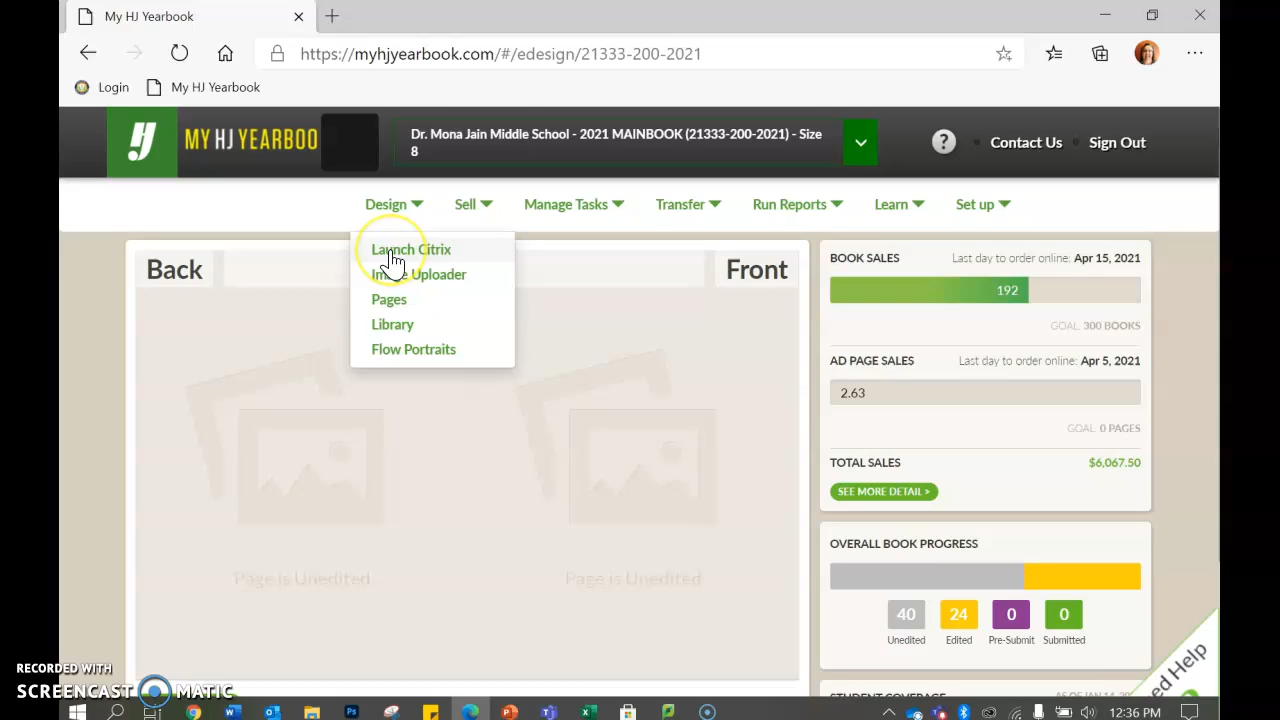 My HJ Yearbook
https://myhjyearbook.com/#/edesign/21333-200-2021
Login
My HJ Yearbook
MY HJ YEARBOO
Dr. Mona Jain Middle School - 2021 MAINBOOK (21333-200-2021) - Size
8
?
Contact Us
Sign Out
Design
Sell
Manage Tasks
Transfer
Run Reports
Learn
Set up
Launch Citrix
Image Uploader
Pages
Library
Flow Portraits
Back
Front
Page is Unedited
Page is Unedited
BOOK SALES
Last day to order online: Apr 15, 2021
192
GOAL: 300 BOOKS
AD PAGE SALES
Last day to order online: Apr 5, 2021
2.63
GOAL: 0 PAGES
TOTAL SALES
$6,067.50
SEE MORE DETAIL >
OVERALL BOOK PROGRESS
40
24
0
0
Unedited
Edited
Pre-Submit
Submitted
ed Help
RECORDED WITH
SCREENCAST MATIC
12:36 PM